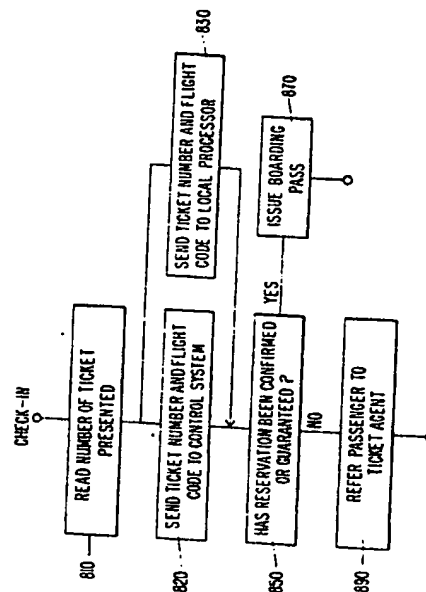 CHECK-IN
READ NUMBER OF TICKET
PRESENTED
810
SEND TICKET NUMBER AND FLIGHT
CODE TO CONTROL SYSTEM
820
SEND TICKET NUMBER AND FLIGHT
CODE TO LOCAL PROCESSOR
830
HAS RESERVATION BEEN CONFIRMED
OR GUARANTEED ?
850
YES
ISSUE BOARDING
PASS
870
NO
REFER PASSENGER TO
TICKET AGENT
890